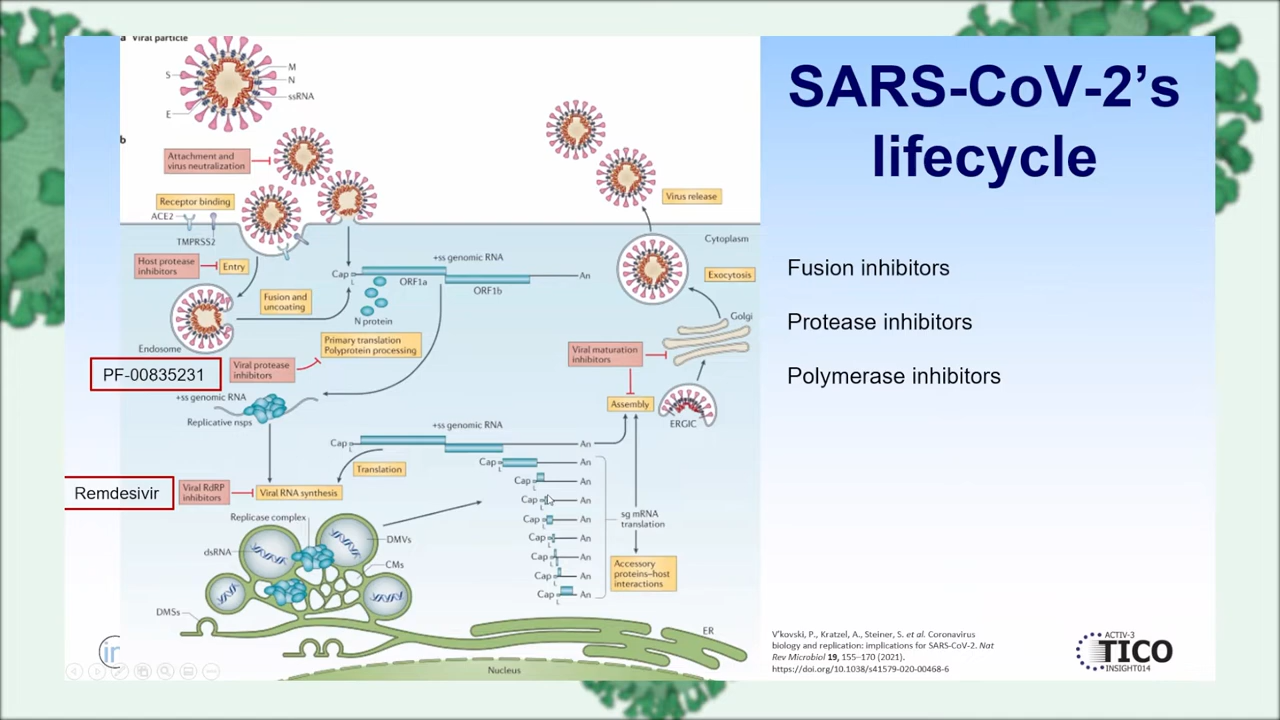 a Viral particle
S
M
N
ssRNA
E
b
Attachment and
virus neutralization
Receptor binding
ACE2
TMPRSS2
Host protease
inhibitors
Entry
Endosome
Fusion and
uncoating
Cap
L
+ss genomic RNA
ORF1a
ORF1b
An
N protein
Primary translation
Polyprotein processing
PF-00835231
Viral protease
inhibitors
+ss genomic RNA
Replicative nsps
Virus release
Cytoplasm
Exocytosis
Golgi
Viral maturation
inhibitors
Assembly
ERGIC
+ss genomic RNA
Cap
An
Translation
Cap
L
An
Cap
L
An
Cap
L
An
Cap
L
An
Cap
L
An
Cap
L
An
Cap
L
An
Cap
L
An
sg mRNA
translation
Accessory
proteins–host
interactions
Remdesivir
Viral RdRP
inhibitors
Viral RNA synthesis
Replicase complex
dsRNA
DMVs
CMs
DMSs
ER
Nucleus
SARS-CoV-2’s
lifecycle
Fusion inhibitors
Protease inhibitors
Polymerase inhibitors
V’kovski, P., Kratzel, A., Steiner, S. et al. Coronavirus
biology and replication: implications for SARS-CoV-2. Nat
Rev Microbiol 19, 155–170 (2021).
https://doi.org/10.1038/s41579-020-00468-6
ACTIV-3
TICO
INSIGHT014